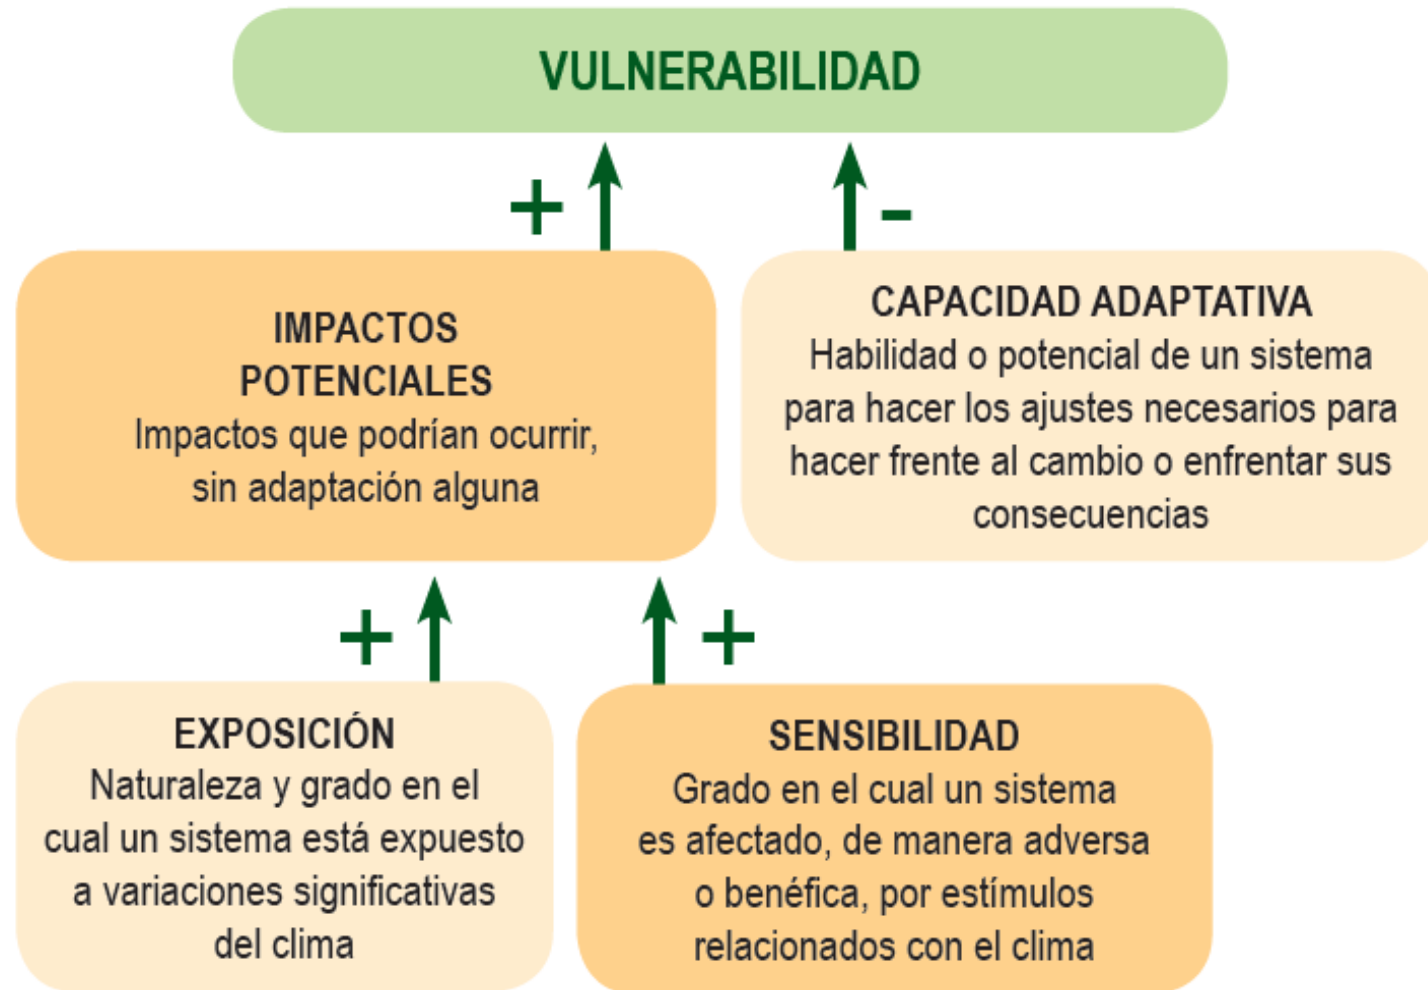 VULNERABILIDAD
+
-
IMPACTOS
POTENCIALES
Impactos que podrían ocurrir,
sin adaptación alguna
CAPACIDAD ADAPTATIVA
Habilidad o potencial de un sistema
para hacer los ajustes necesarios para
hacer frente al cambio o enfrentar sus
consecuencias
+
+
EXPOSICIÓN
Naturaleza y grado en el
cual un sistema está expuesto
a variaciones significativas
del clima
SENSIBILIDAD
Grado en el cual un sistema
es afectado, de manera adversa
o benéfica, por estímulos
relacionados con el clima